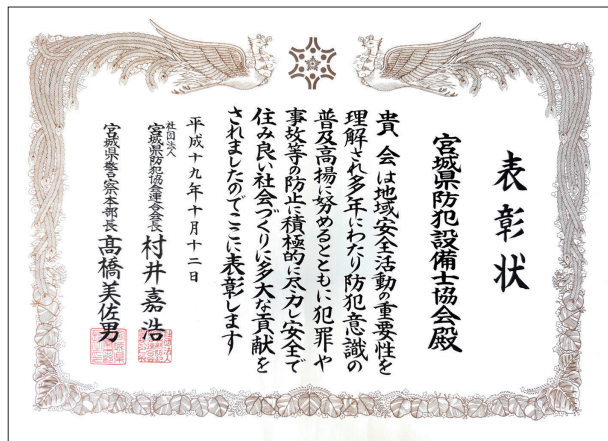 表彰状
宮城県防犯設備士協会殿
貴会は地域安全活動の重要性を
理解され多年にわたり防犯意識の
普及高揚に努めるとともに犯罪や
事故等の防止に積極的に尽力し安全で
住み良い社会づくりに多大な貢献を
されましたのでここに表彰します
平成十九年十月十二日
社団法人
宮城県防犯協会連合会会長 村井嘉浩
宮城県警察本部長 髙橋美佐男